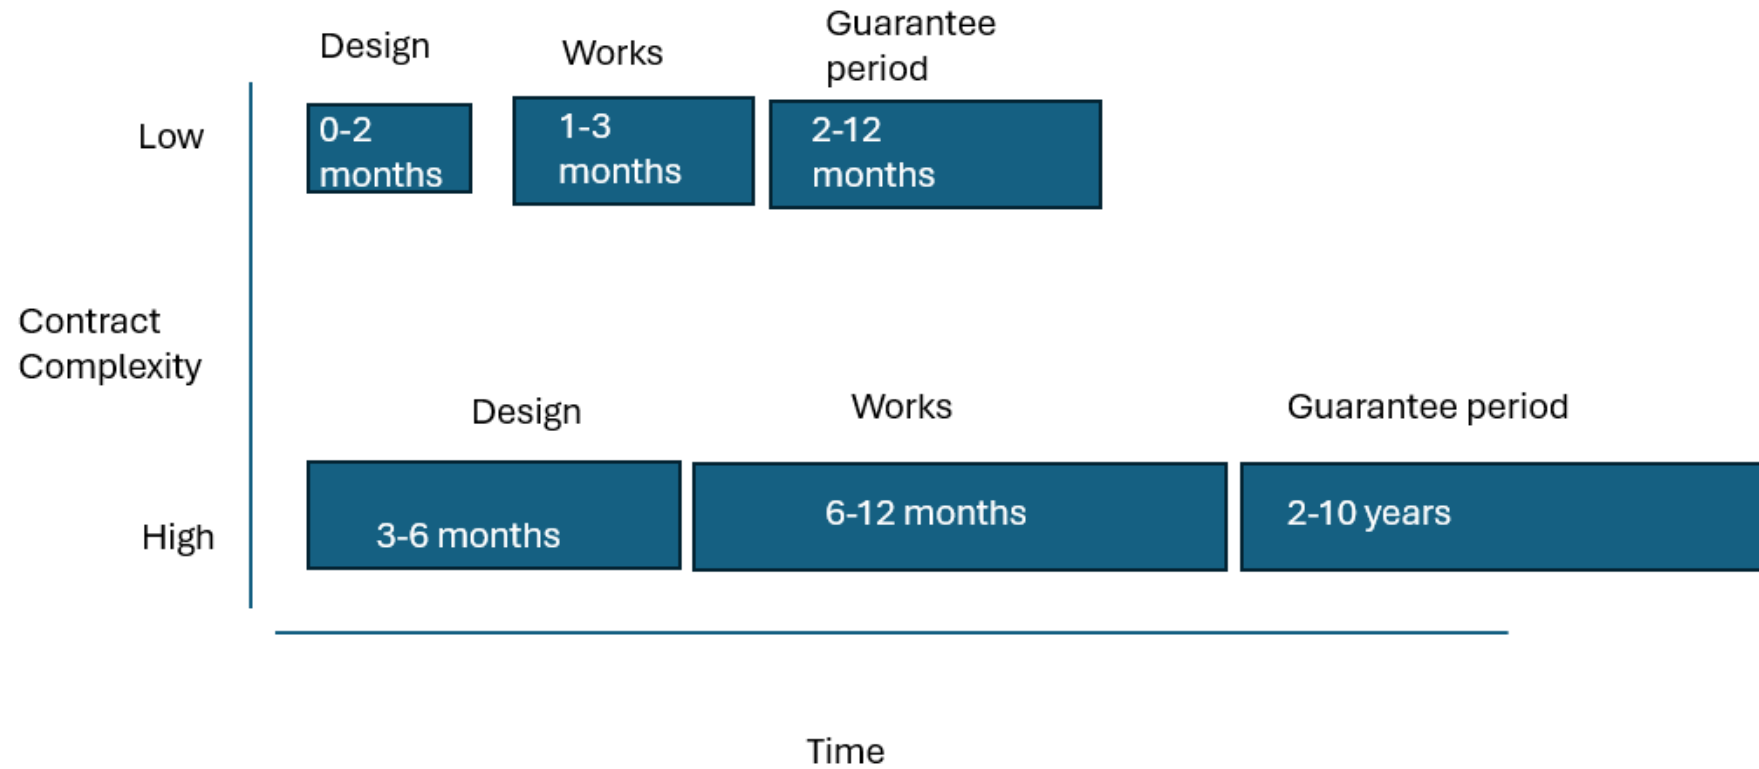 Design
Works
Guarantee
period
Low
0-2
months
1-3
months
2-12
months
Contract
Complexity
Design
Works
Guarantee period
High
3-6 months
6-12 months
2-10 years
Time